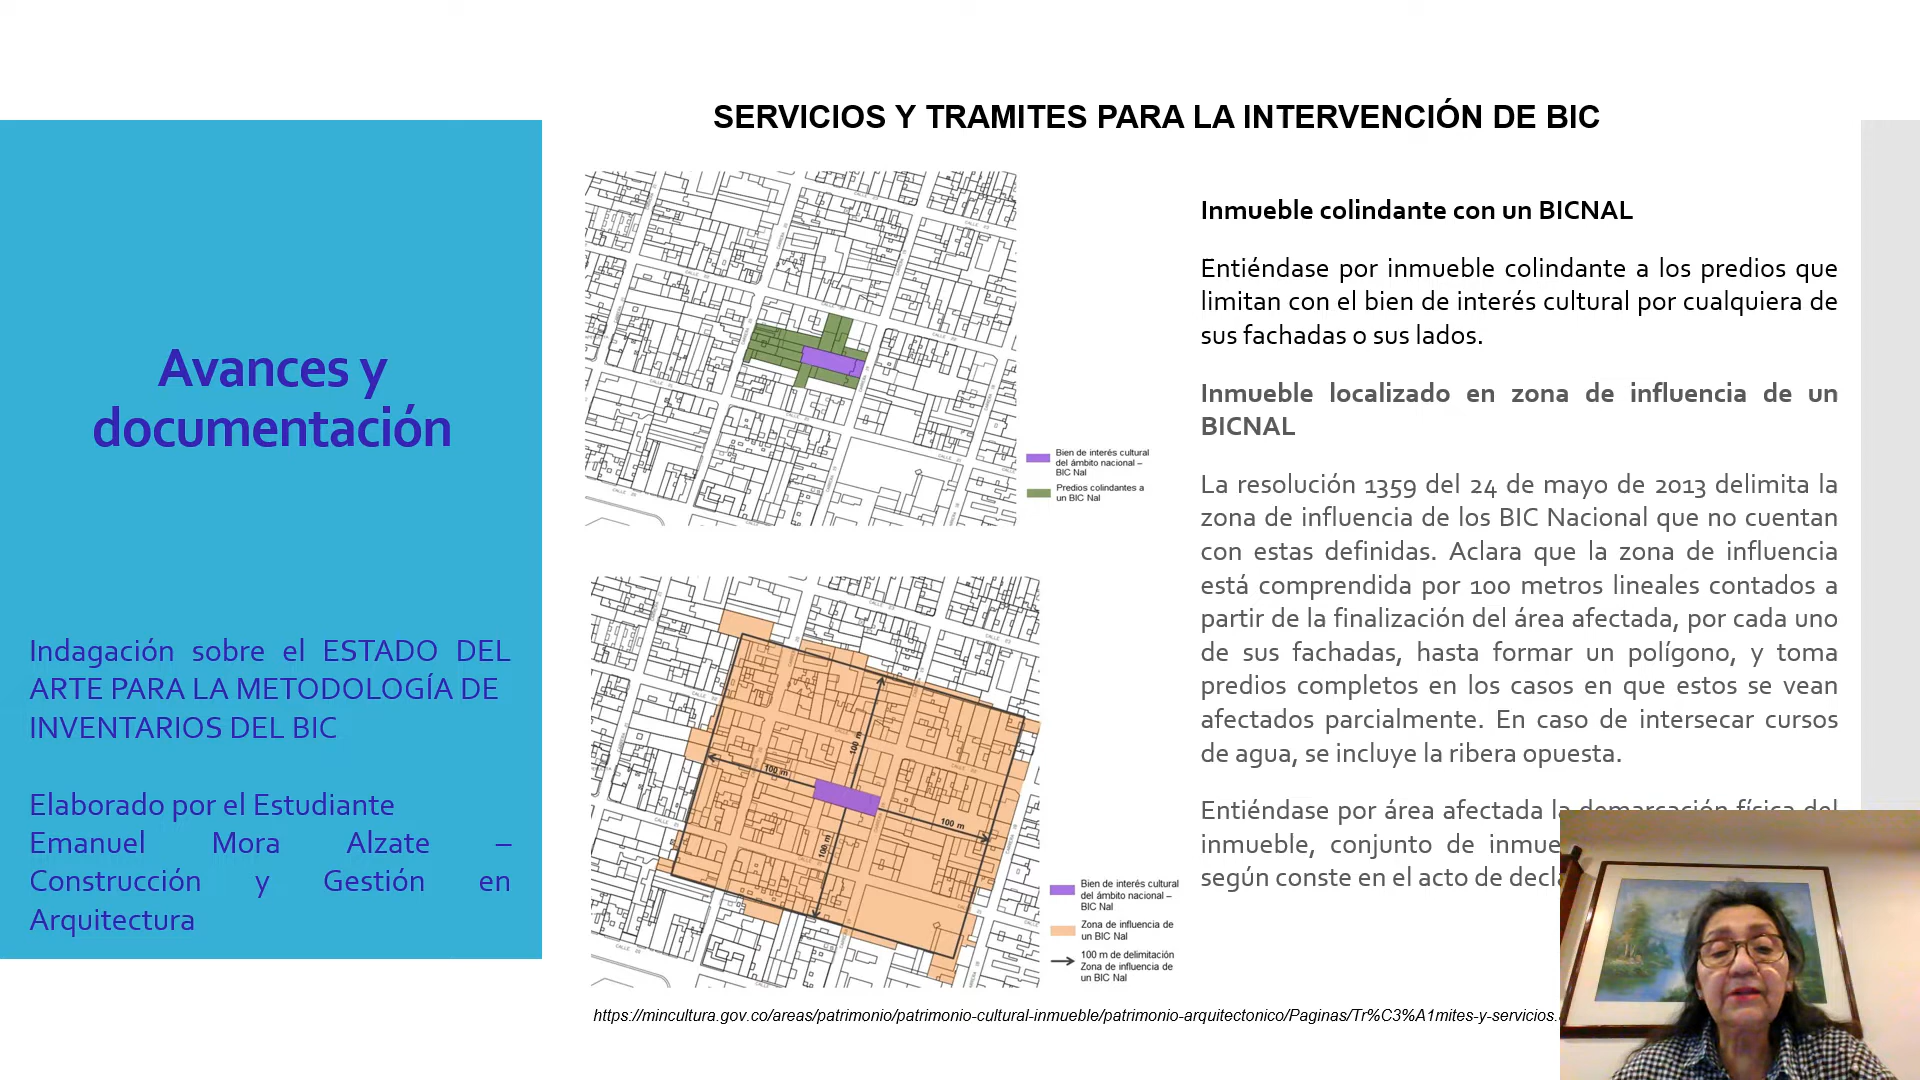 SERVICIOS Y TRAMITES PARA LA INTERVENCIÓN DE BIC
Avances y
documentación
Indagación sobre el ESTADO DEL
ARTE PARA LA METODOLOGÍA DE
INVENTARIOS DEL BIC
Elaborado por el Estudiante
Emanuel Mora Alzate –
Construcción y Gestión en
Arquitectura
Bien de interés cultural
del ámbito nacional –
BIC Nal
Predios colindantes a
un BIC Nal
100 m
100 m
100 m
100 m
Bien de interés cultural
del ámbito nacional –
BIC Nal
Zona de influencia de
un BIC Nal
100 m de delimitación
Zona de influencia de
un BIC Nal
Inmueble colindante con un BICNAL
Entiéndase por inmueble colindante a los predios que
limitan con el bien de interés cultural por cualquiera de
sus fachadas o sus lados.
Inmueble localizado en zona de influencia de un
BICNAL
La resolución 1359 del 24 de mayo de 2013 delimita la
zona de influencia de los BIC Nacional que no cuentan
con estas definidas. Aclara que la zona de influencia
está comprendida por 100 metros lineales contados a
partir de la finalización del área afectada, por cada uno
de sus fachadas, hasta formar un polígono, y toma
predios completos en los casos en que estos se vean
afectados parcialmente. En caso de intersecar cursos
de agua, se incluye la ribera opuesta.
Entiéndase por área afectada la demarcación física del
inmueble, conjunto de
según conste en el acto de
https://mincultura.gov.co/areas/patrimonio/patrimonio-cultural-inmueble/patrimonio-arquitectonico/Paginas/Tr%C3%A1mites-y-servicios.